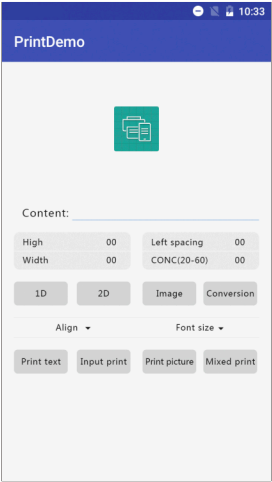 10:33
PrintDemo
Content:
High 00 Left spacing 00
Width 00 CONC(20-60) 00
1D 2D Image Conversion
Align Font size
Print text Input print Print picture Mixed print